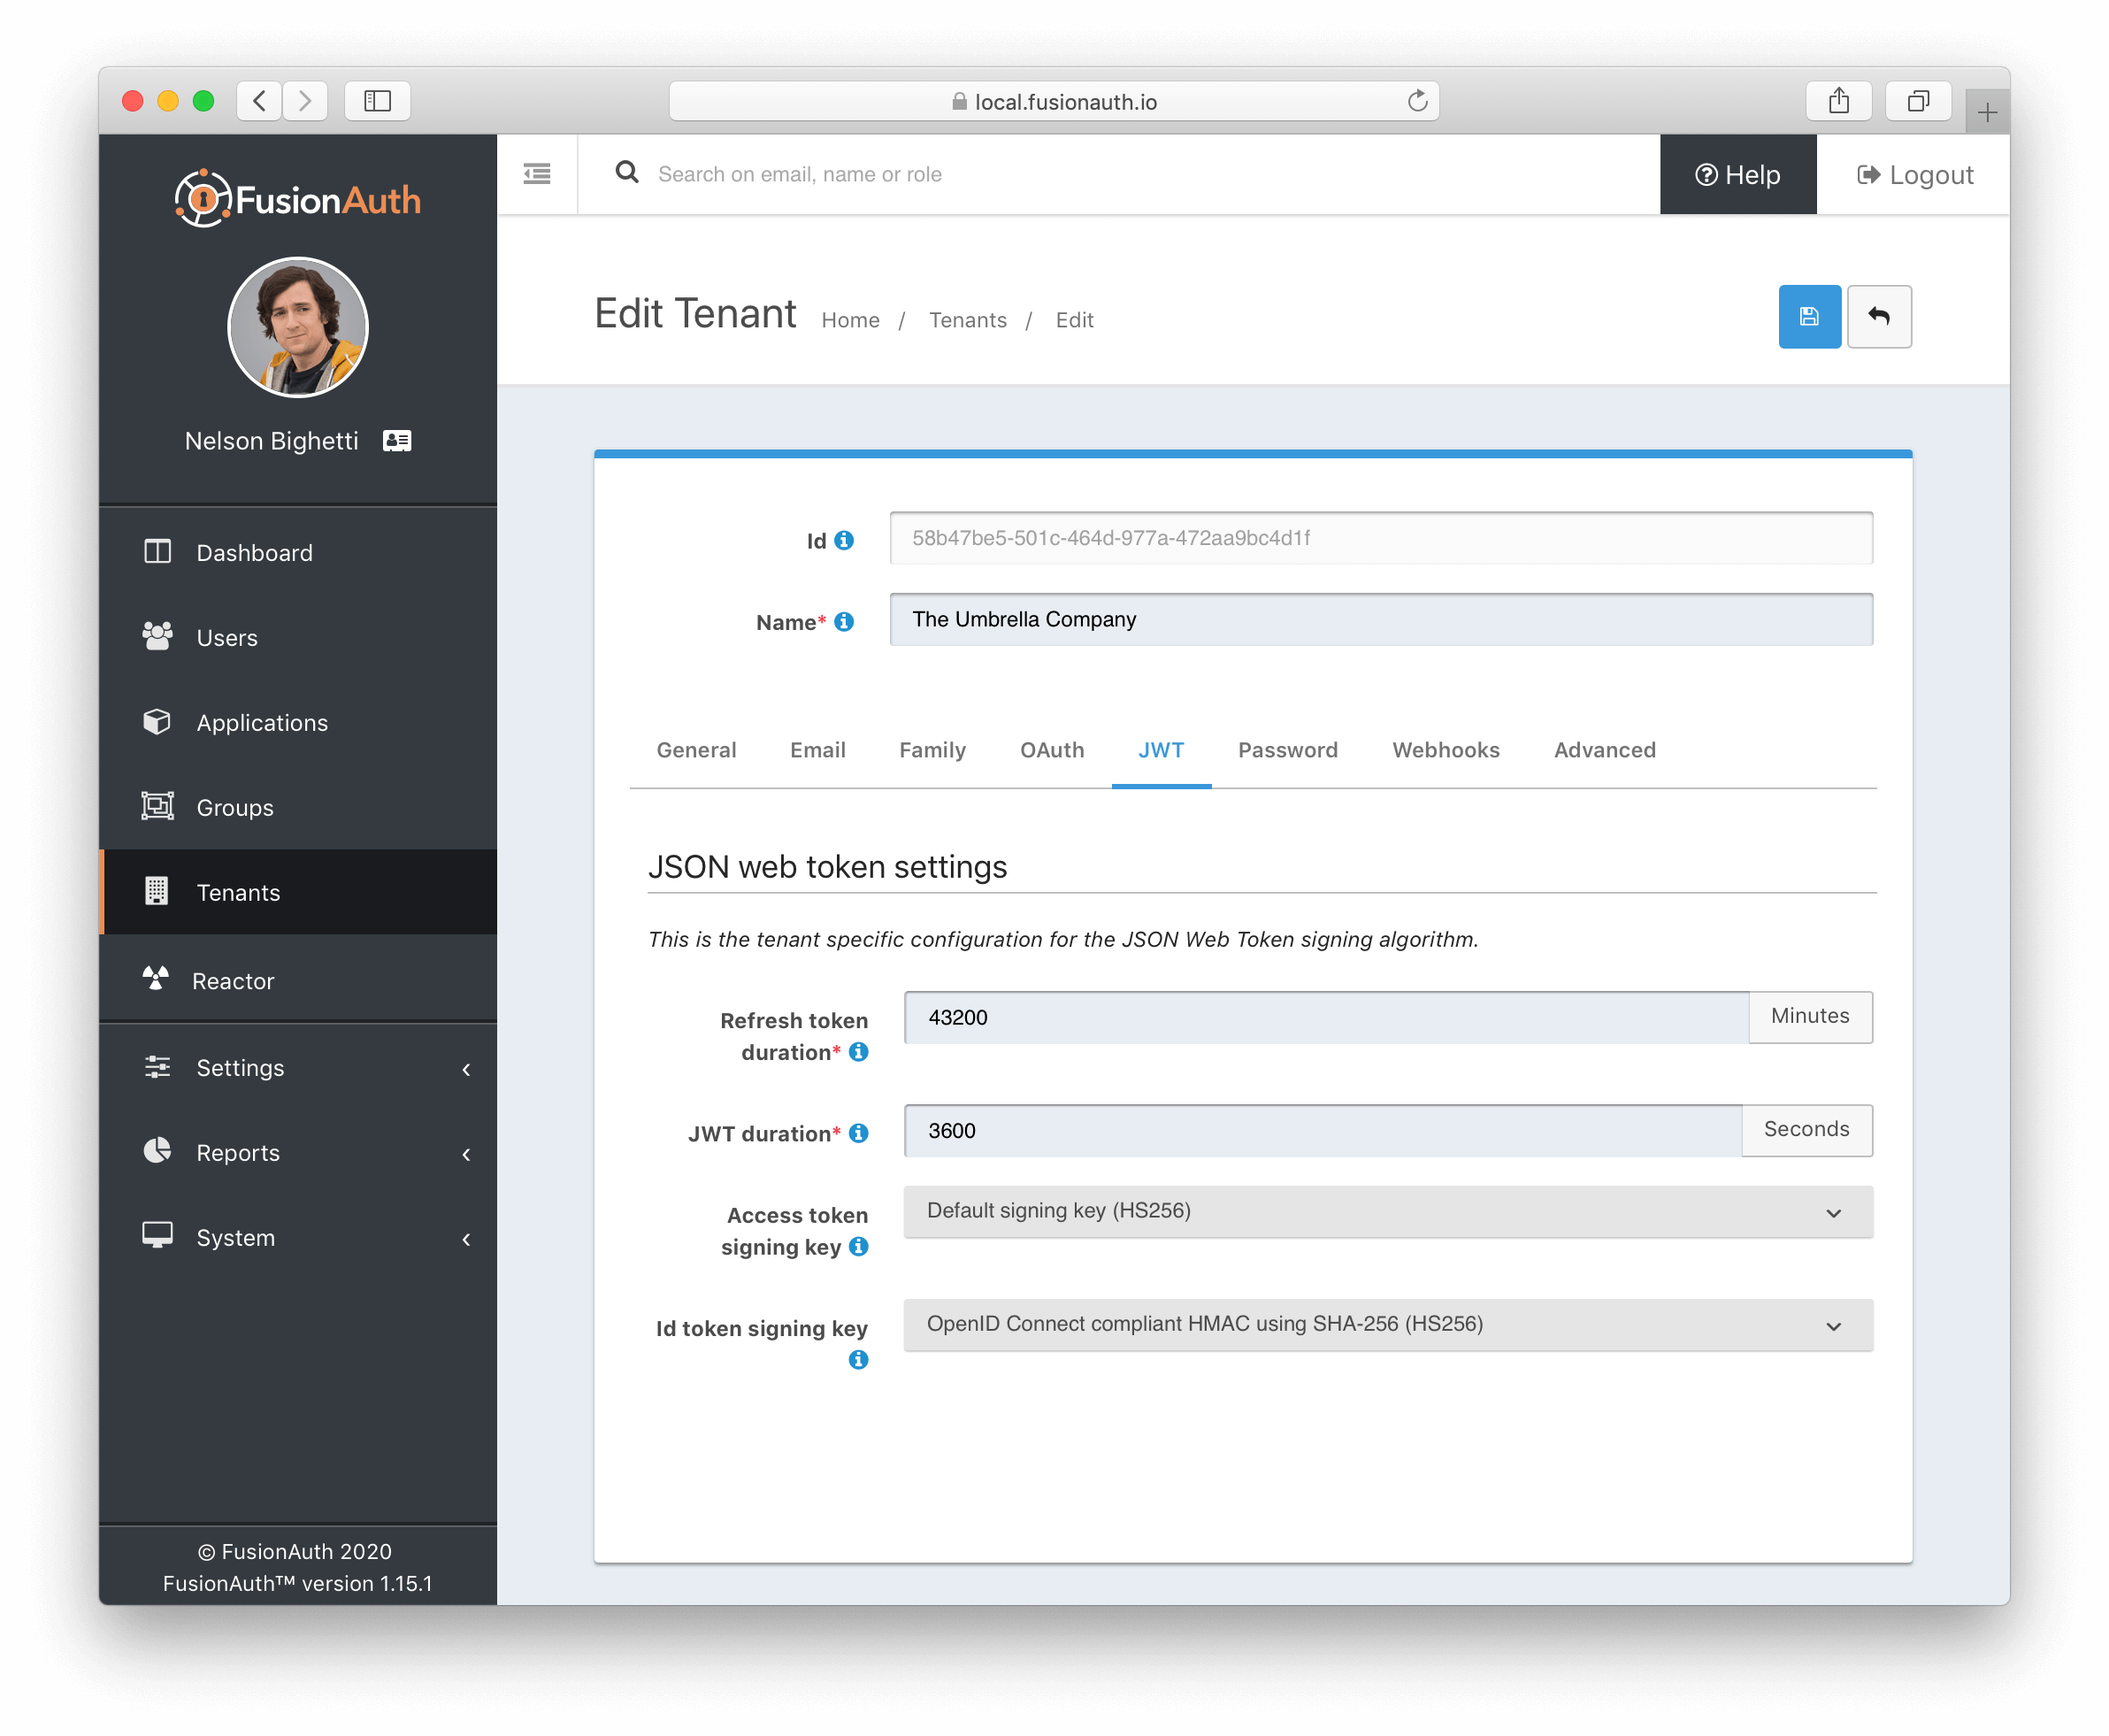 local.fusionauth.io
FusionAuth
Search on email, name or role
Help
Logout
Nelson Bighetti
Dashboard
Users
Applications
Groups
Tenants
Reactor
Settings
Reports
System
© FusionAuth 2020
FusionAuth™ version 1.15.1
Edit Tenant
Home / Tenants / Edit
Id
58b47be5-501c-464d-977a-472aa9bc4d1f
Name*
The Umbrella Company
General Email Family OAuth JWT Password Webhooks Advanced
JSON web token settings
This is the tenant specific configuration for the JSON Web Token signing algorithm.
Refresh token
duration*
43200 Minutes
JWT duration*
3600 Seconds
Access token
signing key
Default signing key (HS256)
Id token signing key
OpenID Connect compliant HMAC using SHA-256 (HS256)